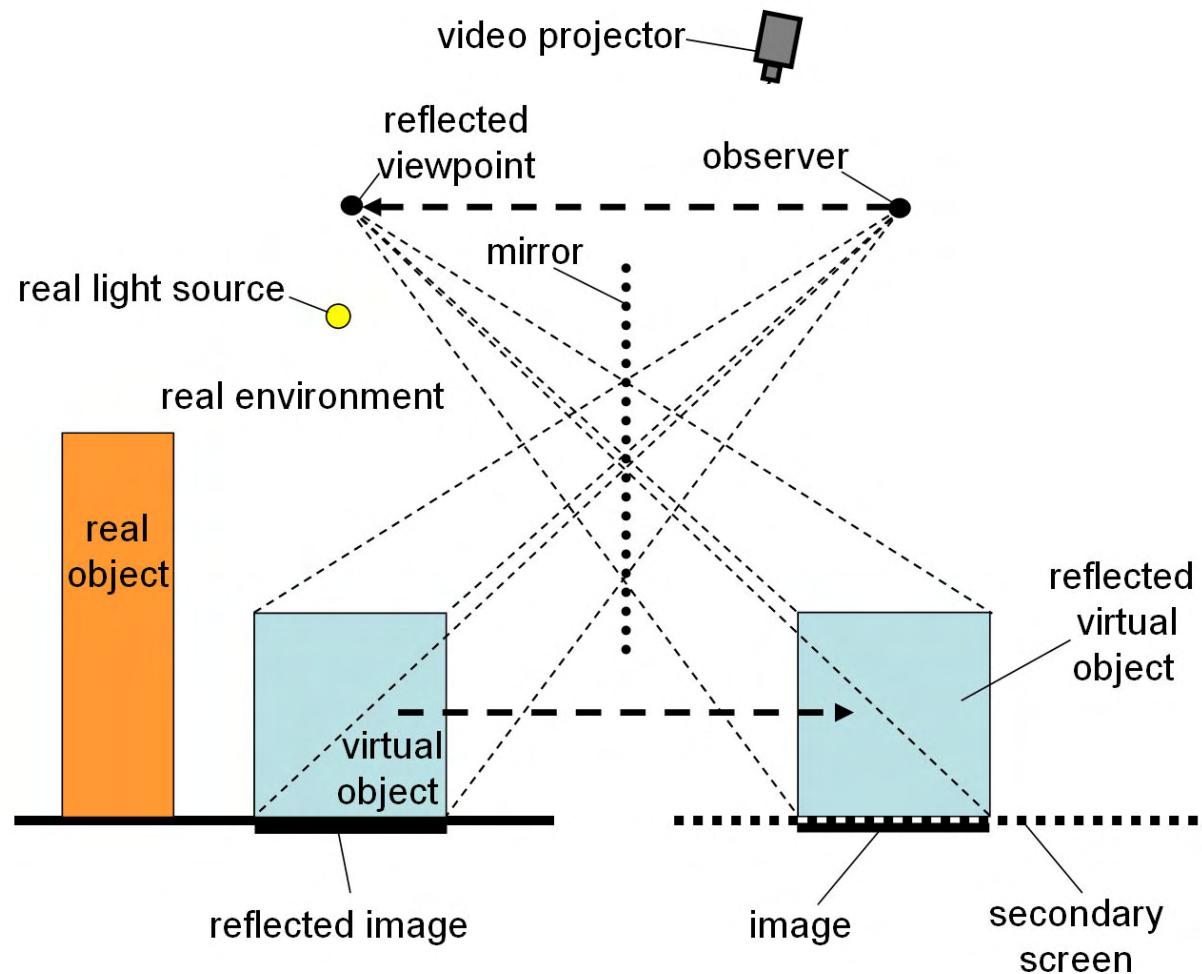 video projector
reflected
viewpoint
observer
mirror
real light source
real environment
real
object
reflected
virtual
object
virtual
object
reflected image
image
secondary
screen